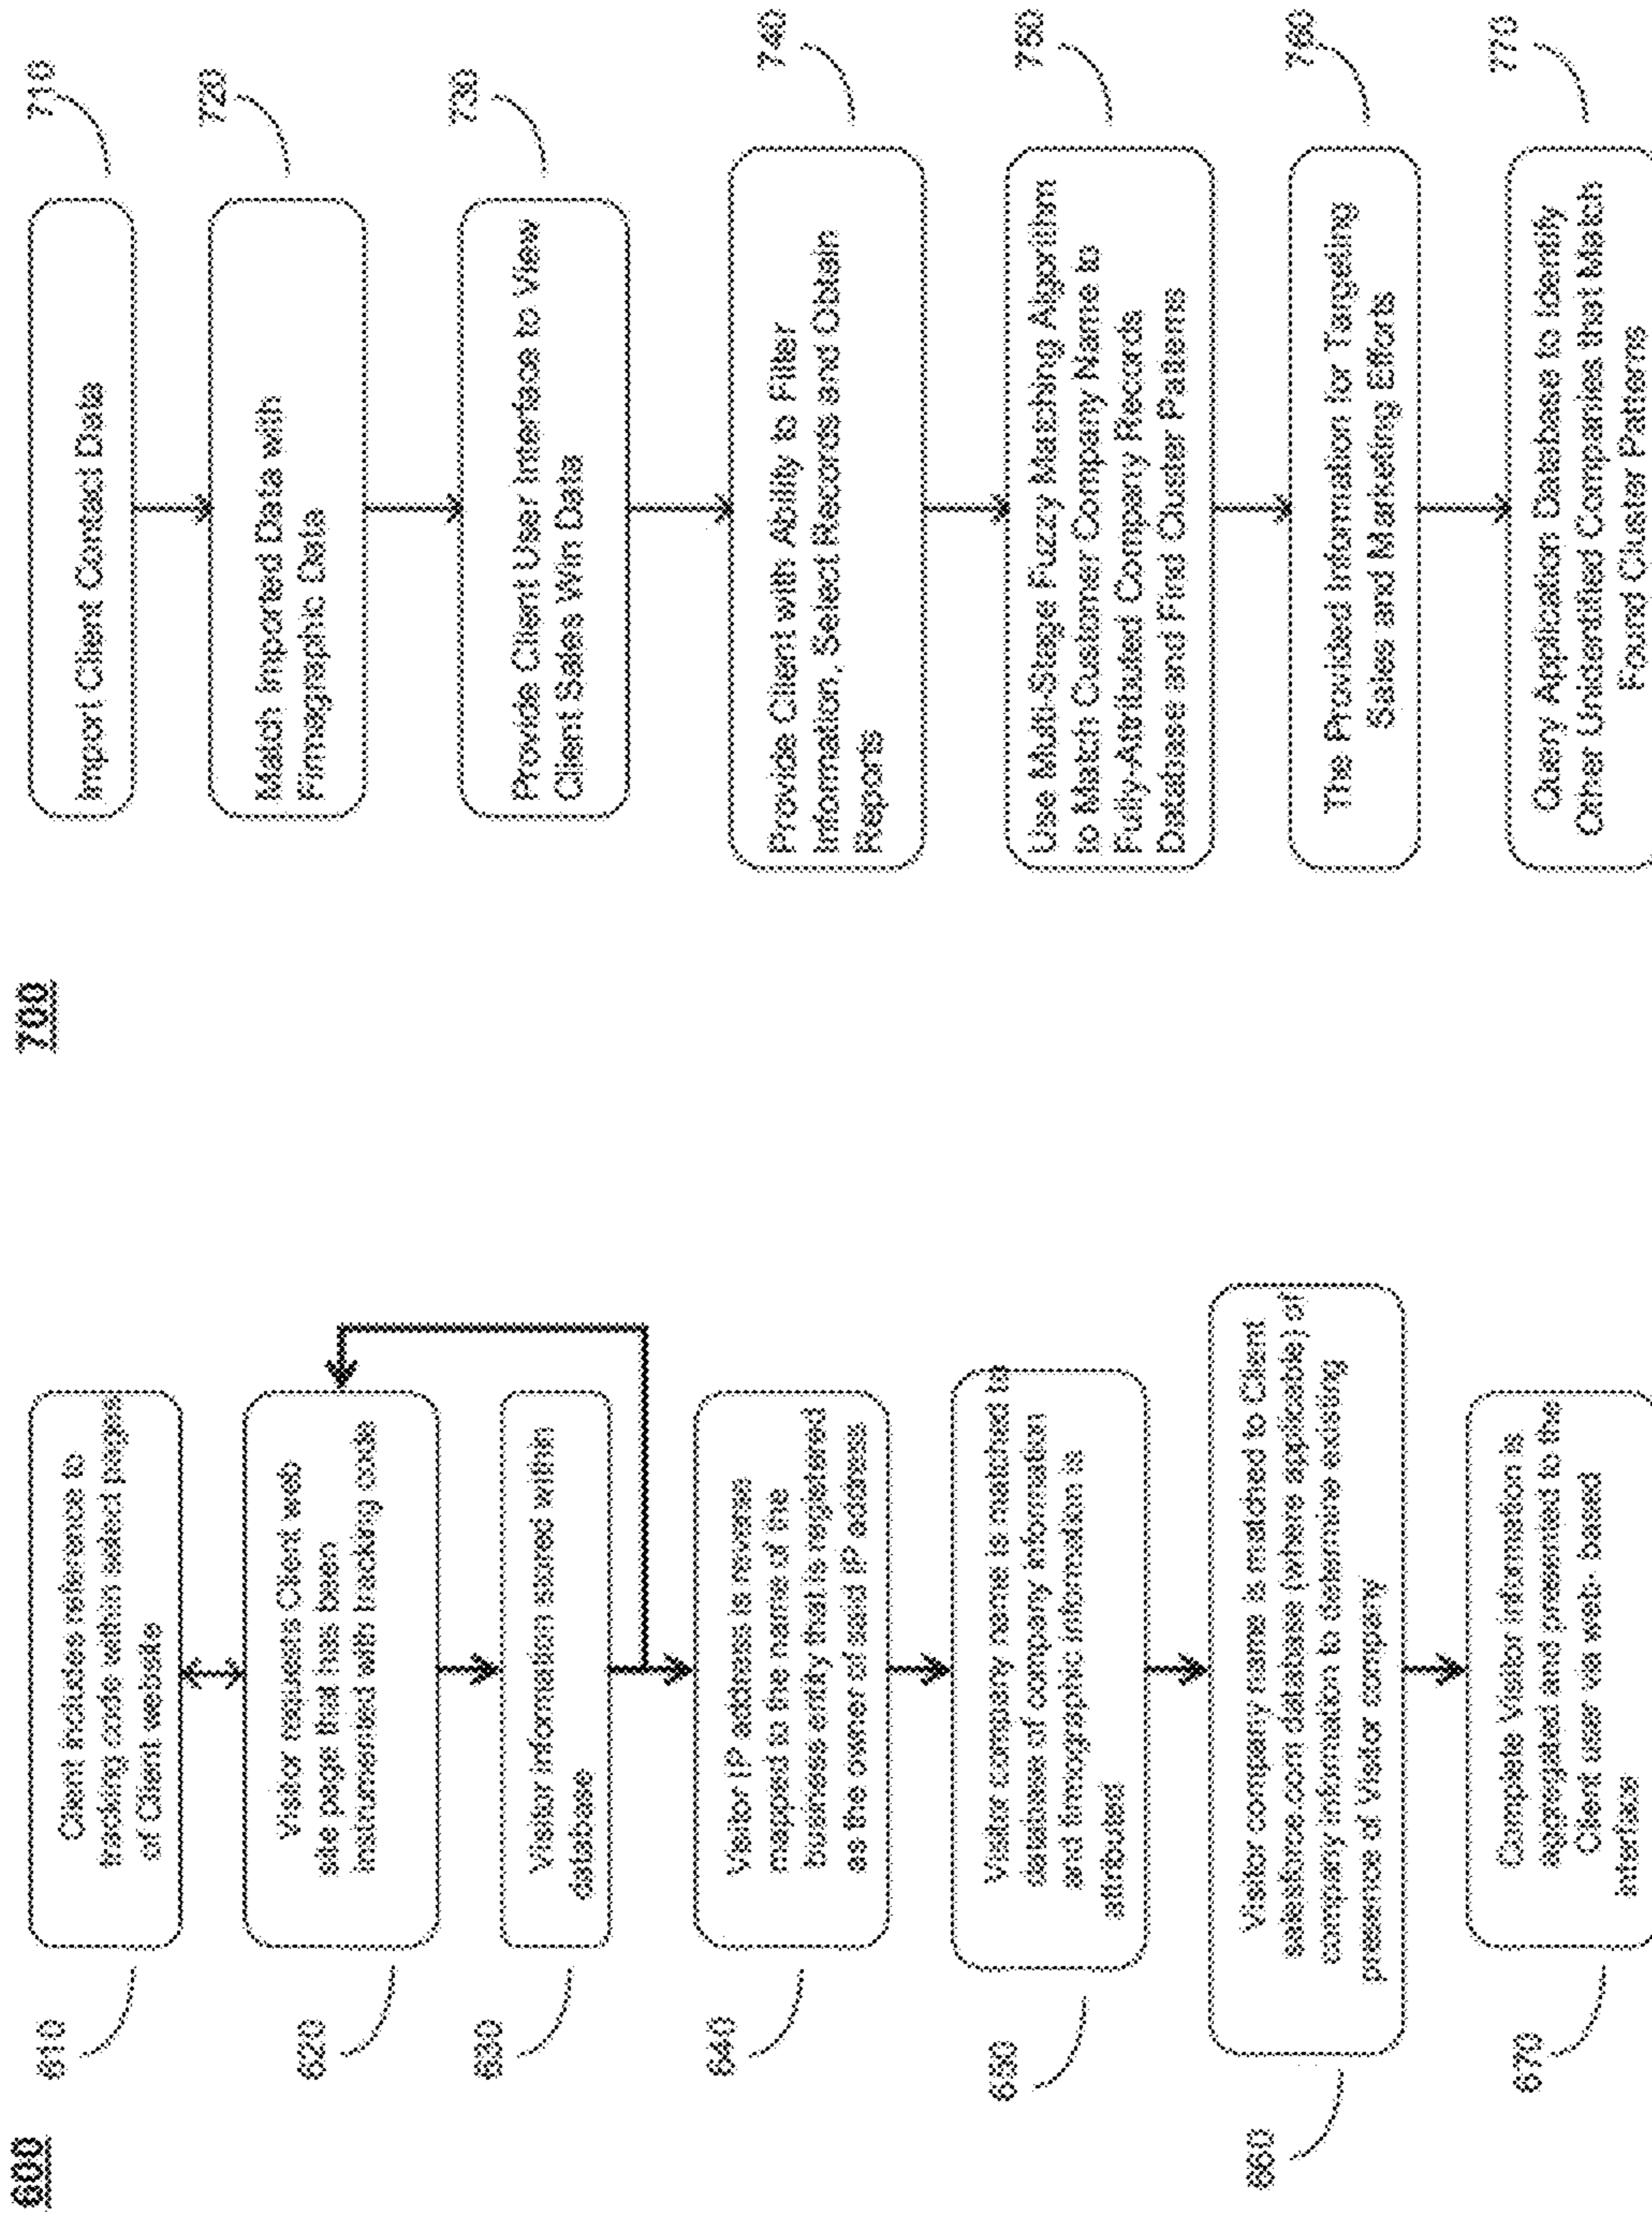 600
610
Client includes reference to
tracking code within select pages
of Client website
620
Visitor requests Client web
site page that has been
instrumented with tracking code
630
Visitor information stored within
database
640
Visitor IP address is reverse
mapped to the name of the
business entity that is registered
as the owner of said IP address
650
Visitor company name is matched to
database of company information
and firmographic information is
attributed
660
Visitor company name is matched to Client
salesforce.com database (where applicable) of
company information to determine existing
presence of Visitor company
670
Complete Visitor information is
aggregated and presented to the
Client user via web- based
interface
700
Import Client Contact Data
710
Match Imported Data with
Firmographic Data
720
Provide Client User Interface to View
Client Sales Win Data
730
Provide Client with Ability to Filter
Information, Select Records and Obtain
Reports
740
Use Multi-Stage Fuzzy Matching Algorithm
to Match Customer Company Name to
Fully-Attributed Company Records
Database and Find Cluster Patterns
750
The Provided Information for Targeting
Sales and Marketing Efforts
760
Query Application Database to Identify
Other Unidentified Companies that Match
Found Cluster Patterns
770